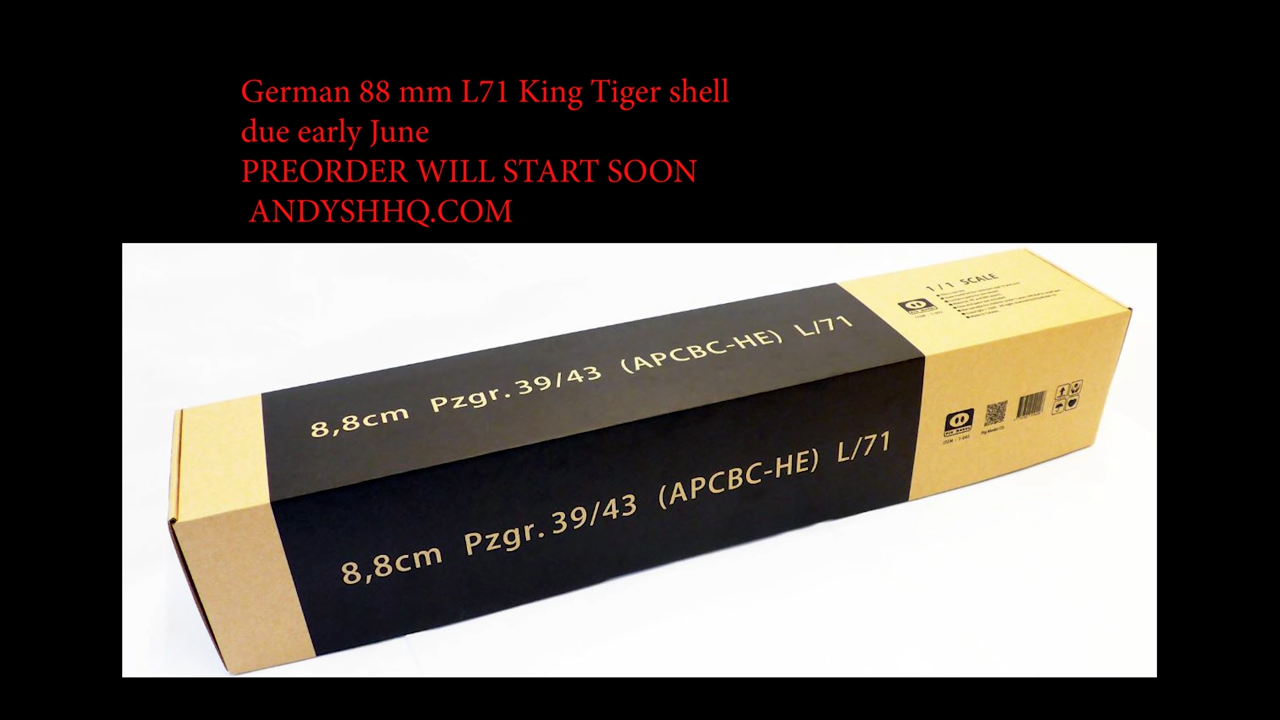 German 88 mm L71 King Tiger shell
due early June
PREORDER WILL START SOON
ANDYSHHQ.COM
1/1 SCALE
8,8cm Pzgr. 39/43 (APCBC-HE) L/71
8,8cm Pzgr. 39/43 (APCBC-HE) L/71